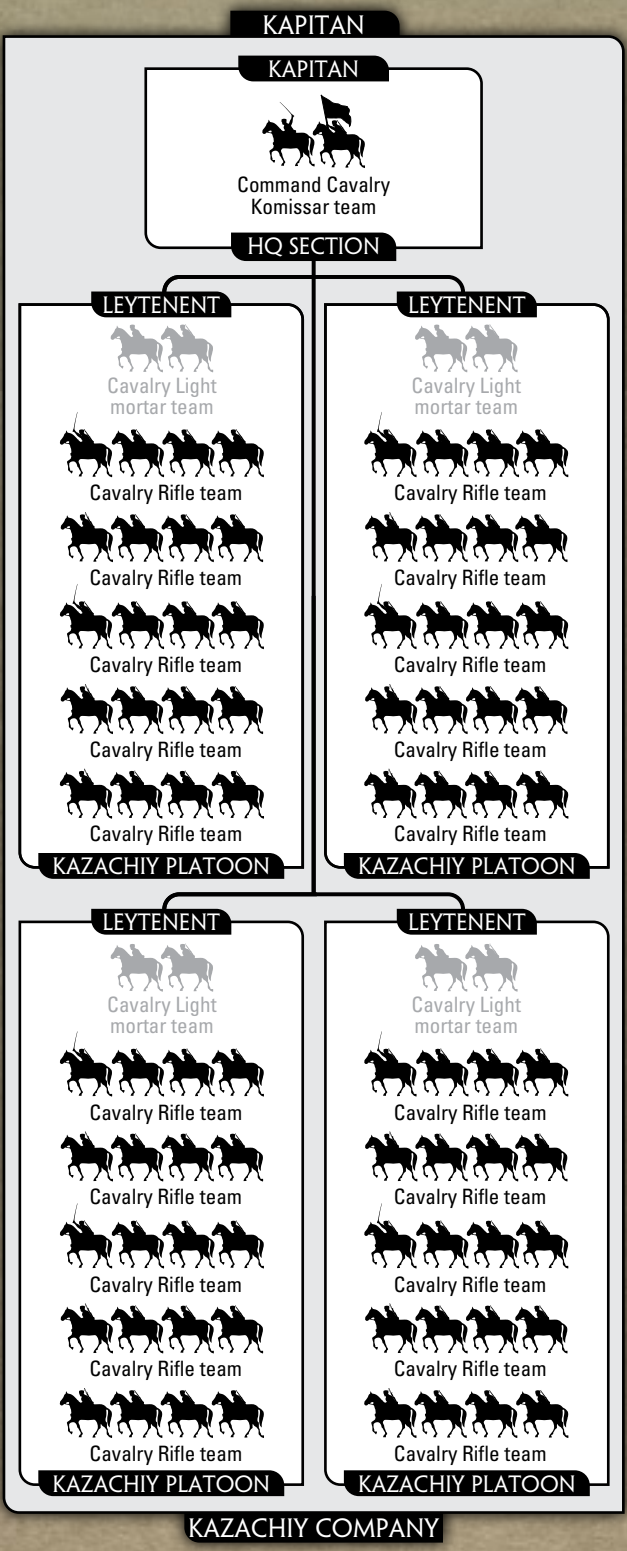 KAPITAN
KAPITAN
Command Cavalry
Komissar team
HQ SECTION
LEYTENENT
Cavalry Light
mortar team
Cavalry Rifle team
Cavalry Rifle team
Cavalry Rifle team
Cavalry Rifle team
Cavalry Rifle team
KAZACHIY PLATOON
LEYTENENT
Cavalry Light
mortar team
Cavalry Rifle team
Cavalry Rifle team
Cavalry Rifle team
Cavalry Rifle team
Cavalry Rifle team
KAZACHIY PLATOON
LEYTENENT
Cavalry Light
mortar team
Cavalry Rifle team
Cavalry Rifle team
Cavalry Rifle team
Cavalry Rifle team
Cavalry Rifle team
KAZACHIY PLATOON
LEYTENENT
Cavalry Light
mortar team
Cavalry Rifle team
Cavalry Rifle team
Cavalry Rifle team
Cavalry Rifle team
Cavalry Rifle team
KAZACHIY PLATOON
KAZACHIY COMPANY